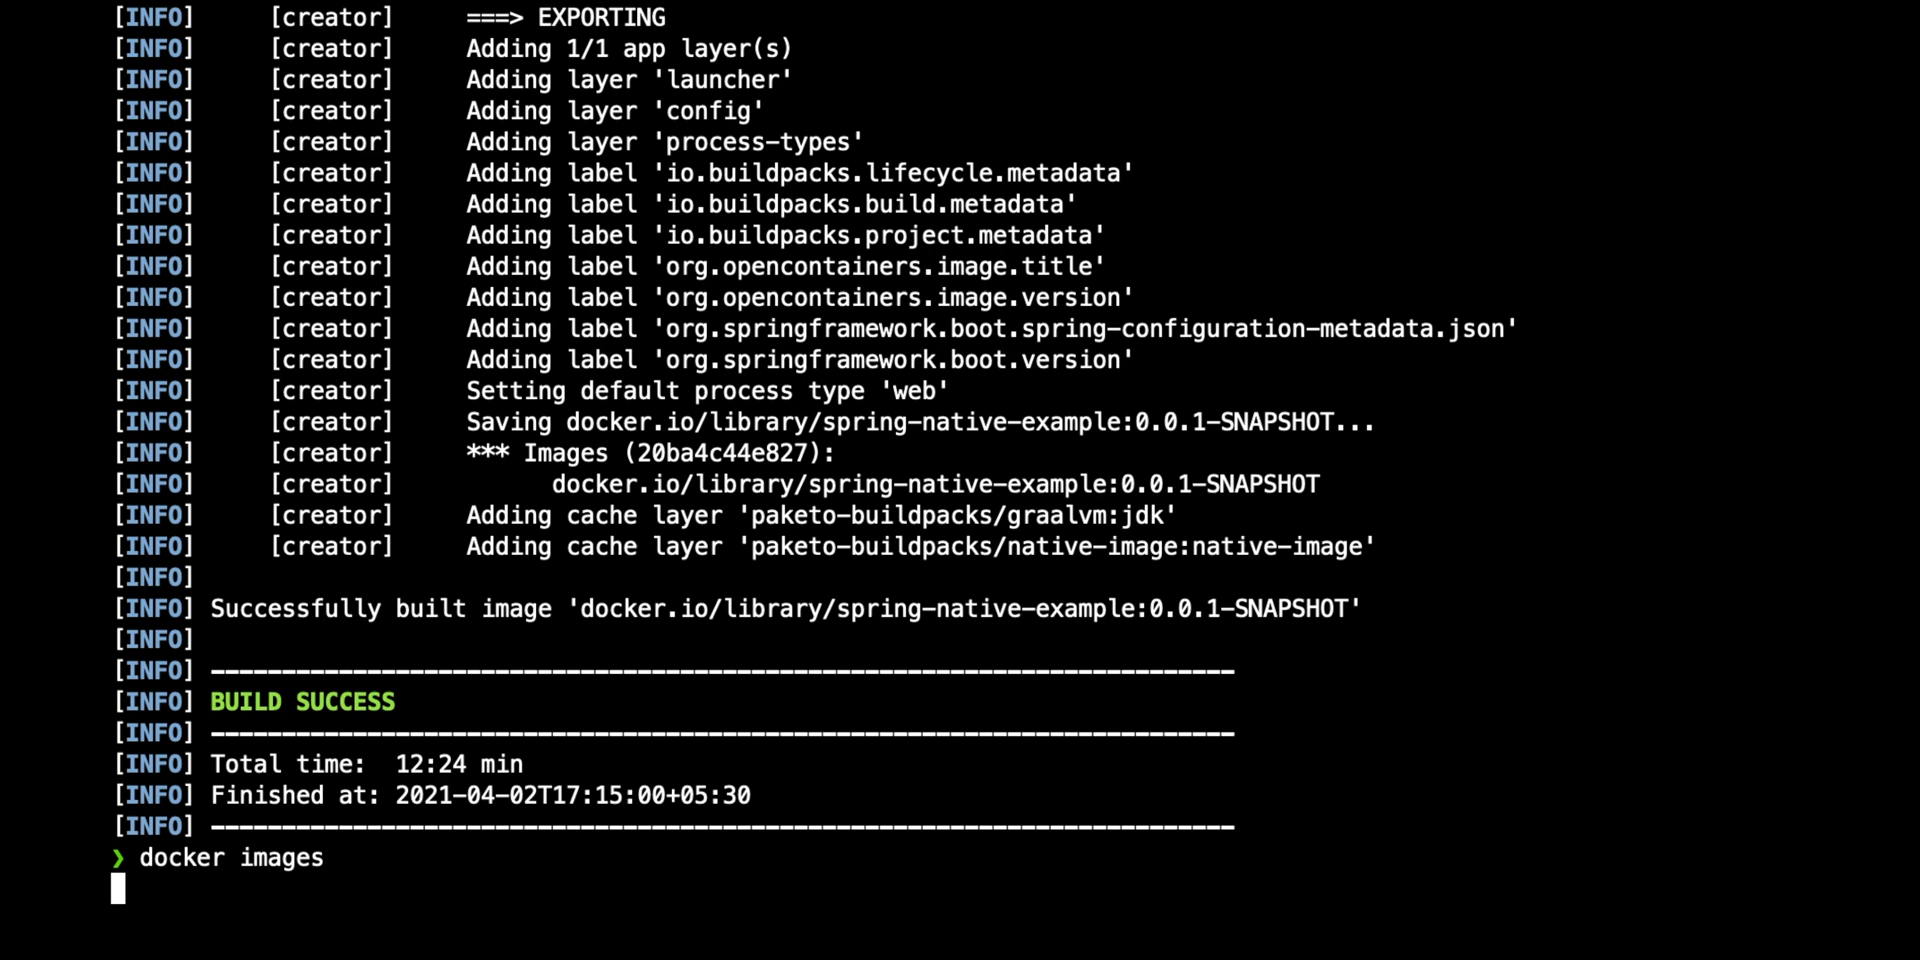 [INFO]     [creator]     ===> EXPORTING
[INFO]     [creator]     Adding 1/1 app layer(s)
[INFO]     [creator]     Adding layer 'launcher'
[INFO]     [creator]     Adding layer 'config'
[INFO]     [creator]     Adding layer 'process-types'
[INFO]     [creator]     Adding label 'io.buildpacks.lifecycle.metadata'
[INFO]     [creator]     Adding label 'io.buildpacks.build.metadata'
[INFO]     [creator]     Adding label 'io.buildpacks.project.metadata'
[INFO]     [creator]     Adding label 'org.opencontainers.image.title'
[INFO]     [creator]     Adding label 'org.opencontainers.image.version'
[INFO]     [creator]     Adding label 'org.springframework.boot.spring-configuration-metadata.json'
[INFO]     [creator]     Adding label 'org.springframework.boot.version'
[INFO]     [creator]     Setting default process type 'web'
[INFO]     [creator]     Saving docker.io/library/spring-native-example:0.0.1-SNAPSHOT...
[INFO]     [creator]     *** Images (20ba4c44e827):
[INFO]     [creator]           docker.io/library/spring-native-example:0.0.1-SNAPSHOT
[INFO]     [creator]     Adding cache layer 'paketo-buildpacks/graalvm:jdk'
[INFO]     [creator]     Adding cache layer 'paketo-buildpacks/native-image:native-image'
[INFO]
[INFO] Successfully built image 'docker.io/library/spring-native-example:0.0.1-SNAPSHOT'
[INFO]
[INFO] ------------------------------------------------------------------------
[INFO] BUILD SUCCESS
[INFO] ------------------------------------------------------------------------
[INFO] Total time:  12:24 min
[INFO] Finished at: 2021-04-02T17:15:00+05:30
[INFO] ------------------------------------------------------------------------
❯ docker images